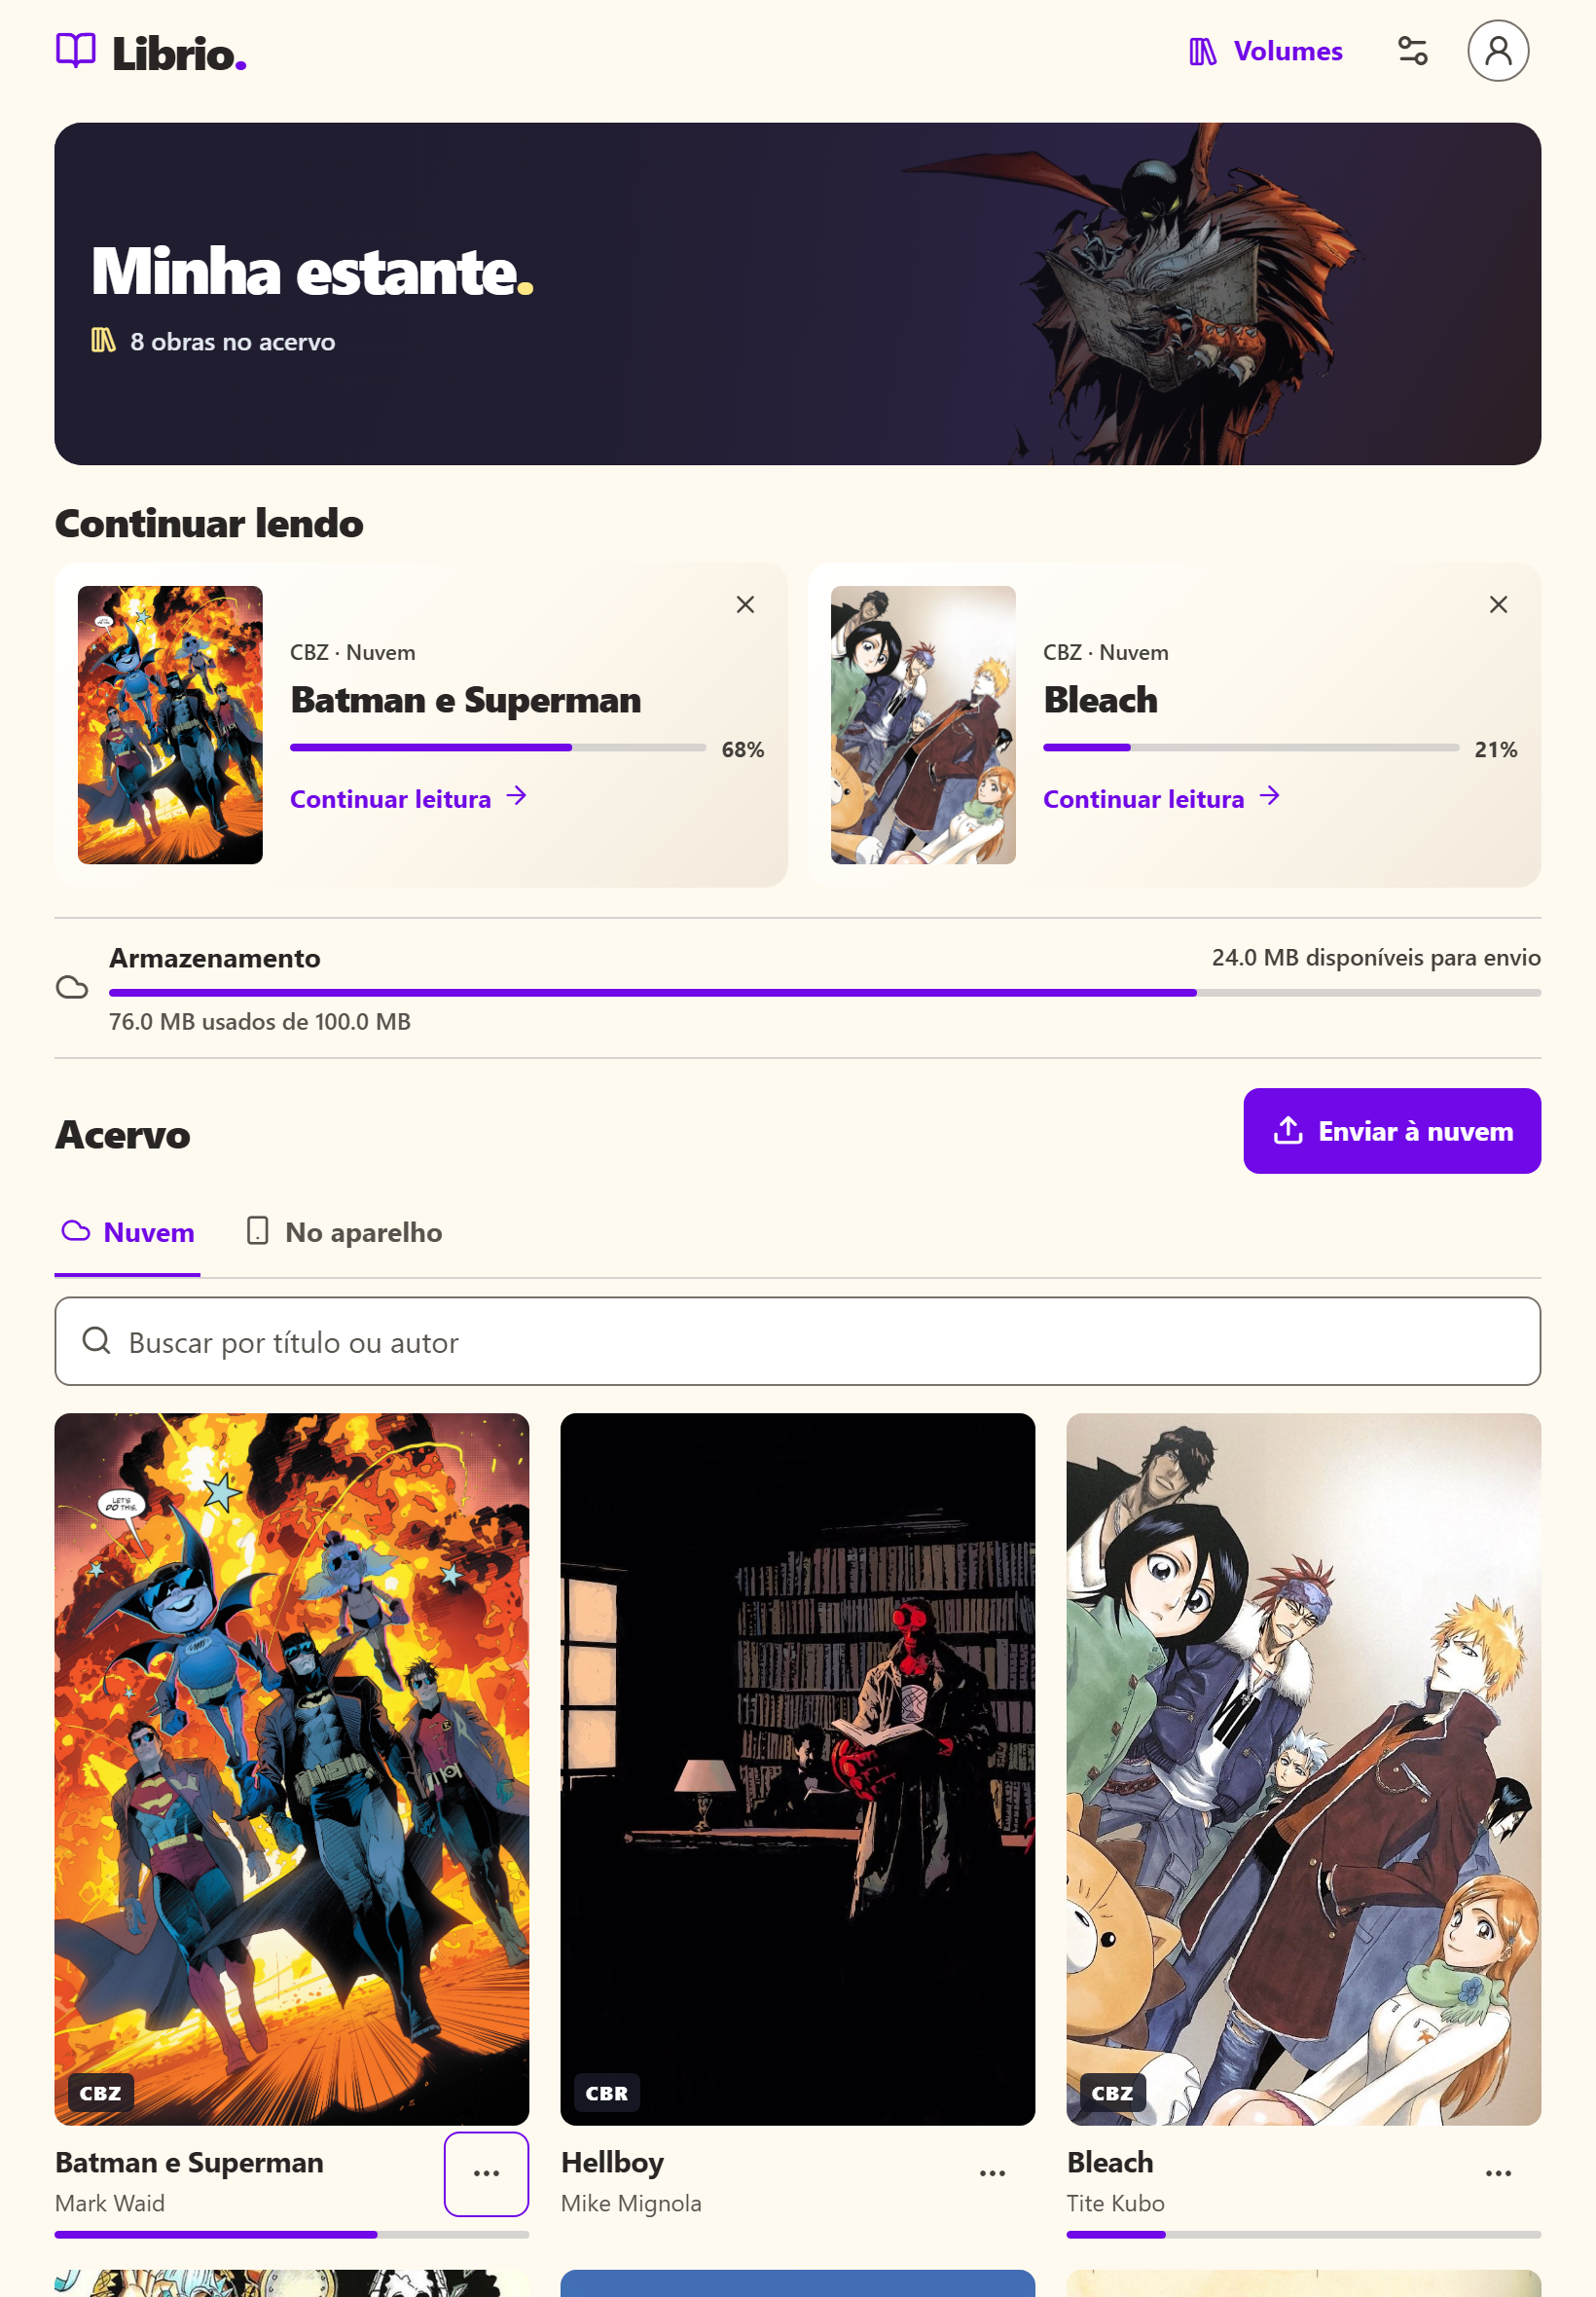 Librio.
Volumes
Minha estante.
8 obras no acervo
Continuar lendo
CBZ · Nuvem
Batman e Superman
68%
Continuar leitura
CBZ · Nuvem
Bleach
21%
Continuar leitura
Armazenamento
24.0 MB disponíveis para envio
76.0 MB usados de 100.0 MB
Acervo
Enviar à nuvem
Nuvem
No aparelho
Buscar por título ou autor
LET'S
DO THIS.
CBZ
CBR
CBZ
Batman e Superman
Mark Waid
Hellboy
Mike Mignola
Bleach
Tite Kubo